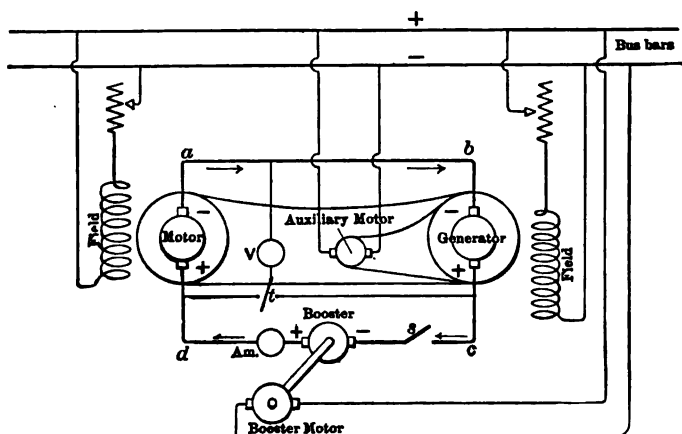 +
Bus bars
−
a
b
Field
−
Motor
+
Auxiliary Motor
−
Generator
+
Field
V
t
Booster
d
Am.
+
−
s
c
Booster Motor